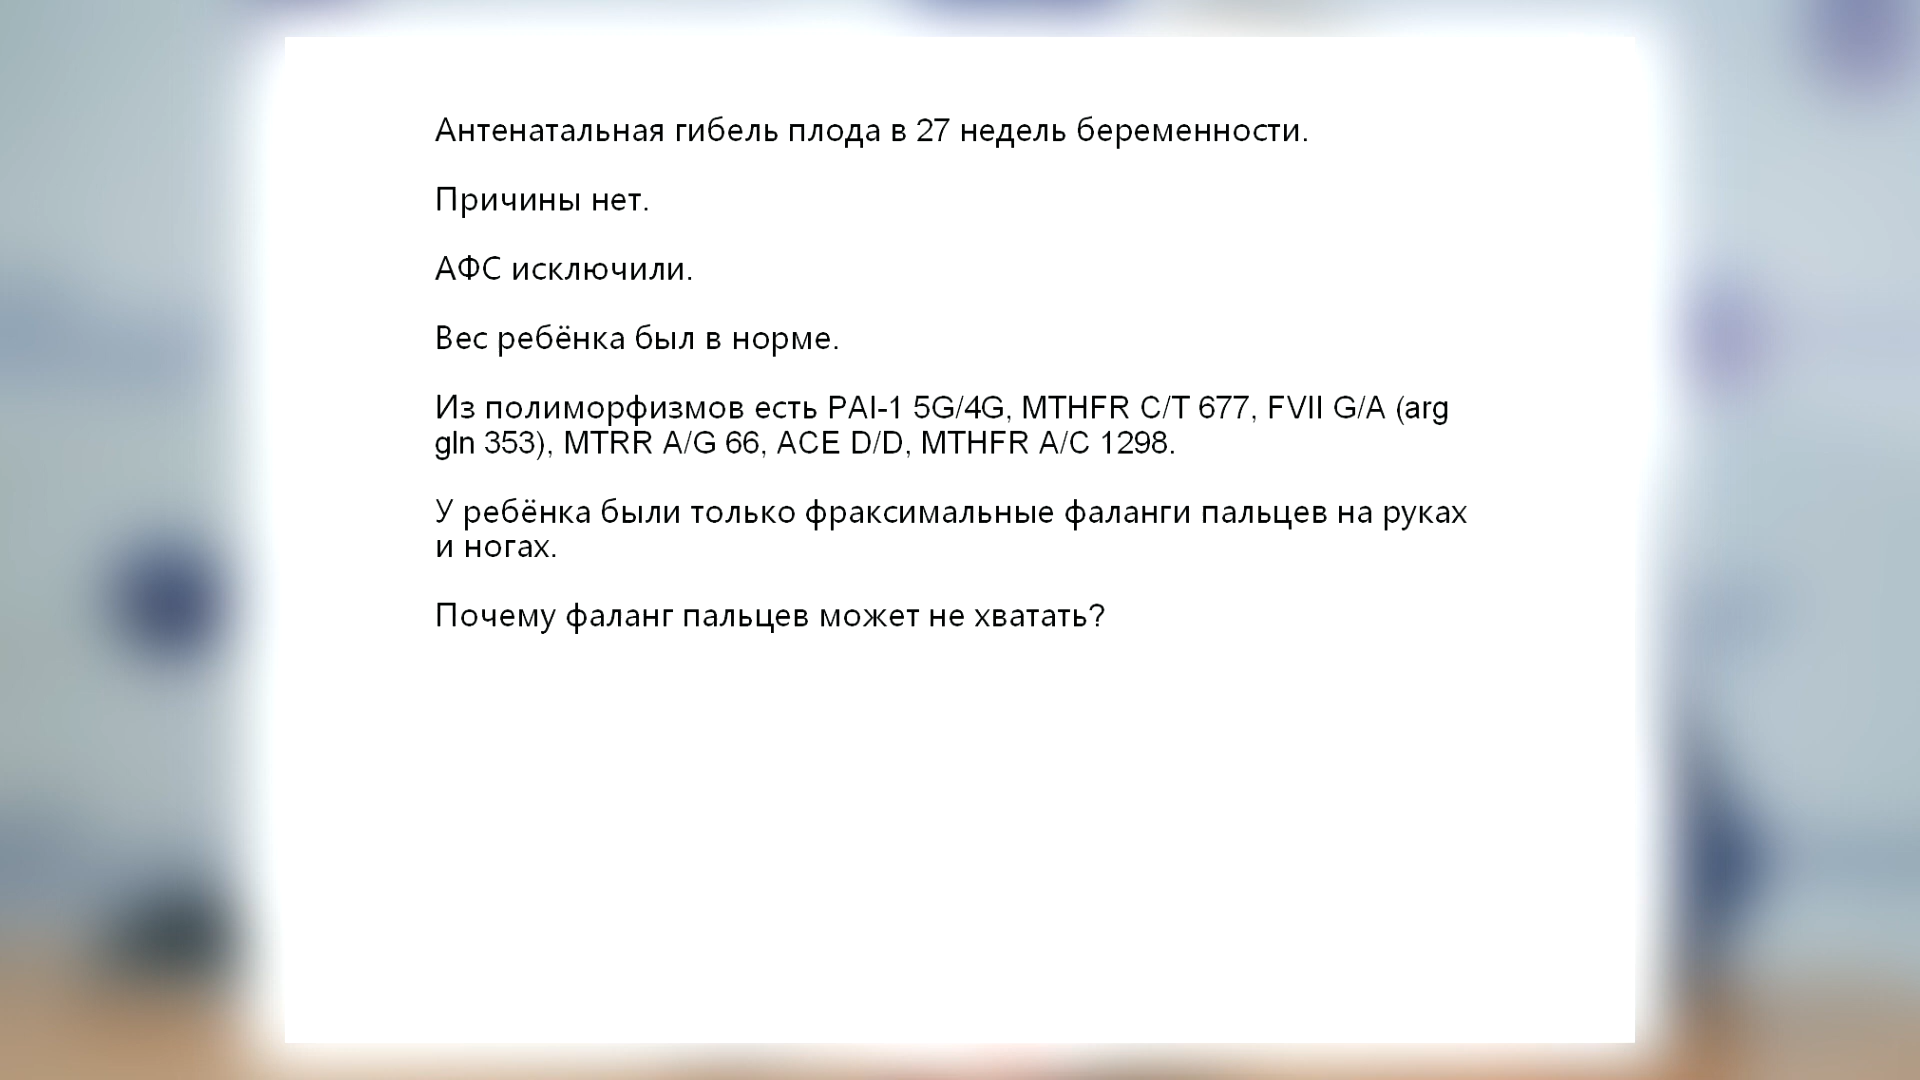 Антенатальная гибель плода в 27 недель беременности.
Причины нет.
АФС исключили.
Вес ребёнка был в норме.
Из полиморфизмов есть PAI-1 5G/4G, MTHFR C/T 677, FVII G/A (arg
gln 353), MTRR A/G 66, ACE D/D, MTHFR A/C 1298.
У ребёнка были только фраксимальные фаланги пальцев на руках
и ногах.
Почему фаланг пальцев может не хватать?